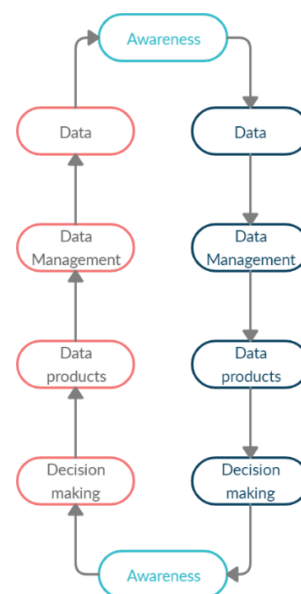 Awareness
Data
Data
Data
Management
Data
Management
Data
products
Data
products
Decision
making
Decision
making
Awareness